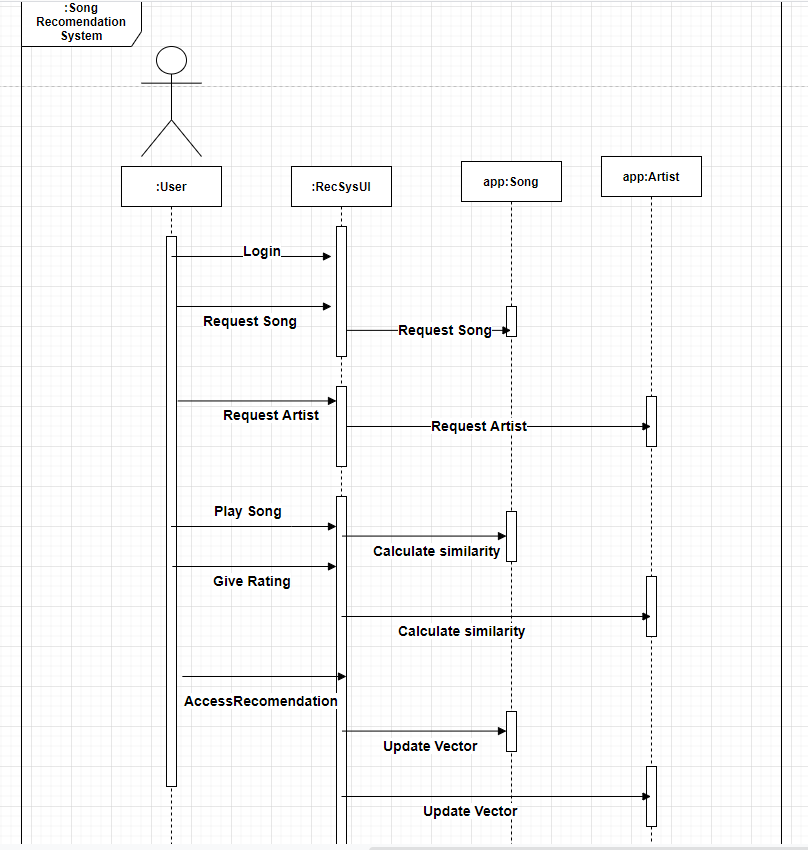 :Song
Recomendation
System
:User
:RecSysUI
app:Song
app:Artist
Login
Request Song
Request Song
Request Artist
Request Artist
Play Song
Calculate similarity
Give Rating
Calculate similarity
AccessRecomendation
Update Vector
Update Vector